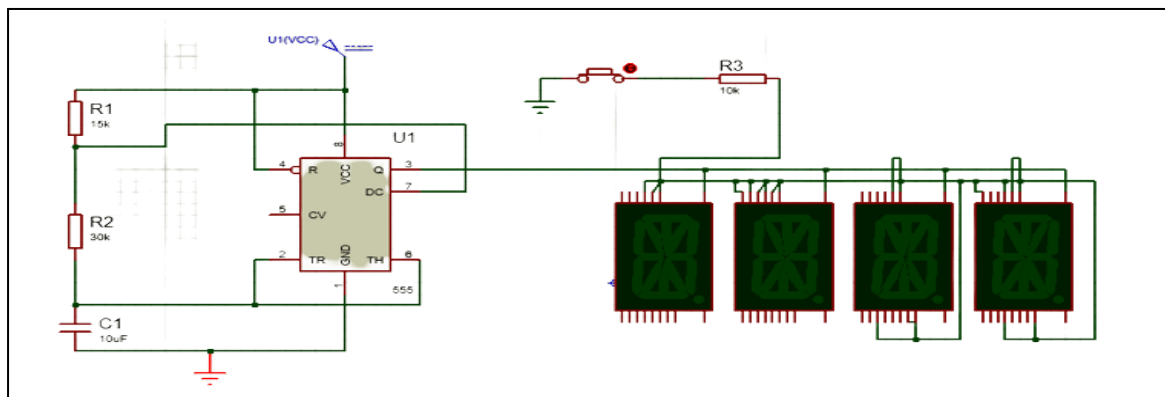 U1(VCC)
R3
10k
R1
15k
U1
8
4
R
VCC
Q
3
DC
7
5
CV
R2
30k
2
TR
GND
TH
6
1
555
C1
10uF